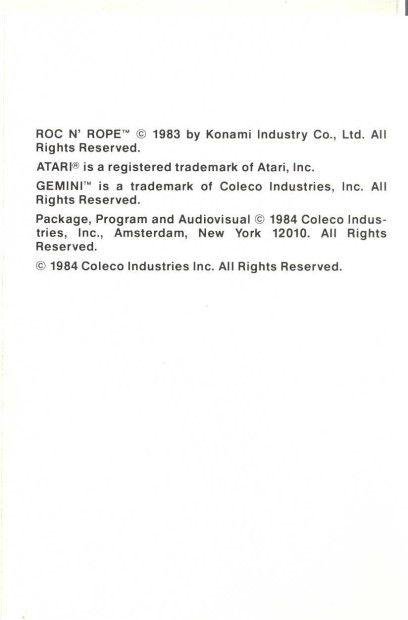 ROC N' ROPE™ © 1983 by Konami Industry Co., Ltd. All
Rights Reserved.
ATARI® is a registered trademark of Atari, Inc.
GEMINI™ is a trademark of Coleco Industries, Inc. All
Rights Reserved.
Package, Program and Audiovisual © 1984 Coleco Indus-
tries, Inc., Amsterdam, New York 12010. All Rights
Reserved.
© 1984 Coleco Industries Inc. All Rights Reserved.